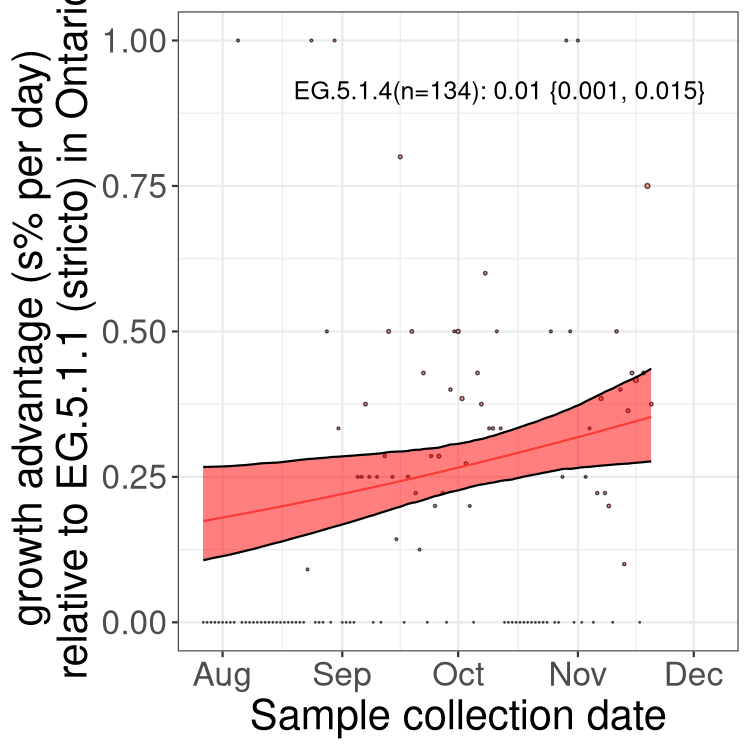 growth advantage (s% per day)
relative to EG.5.1.1 (stricto) in Ontario
1.00
0.75
0.50
0.25
0.00
EG.5.1.4(n=134): 0.01 {0.001, 0.015}
Aug Sep Oct Nov Dec
Sample collection date